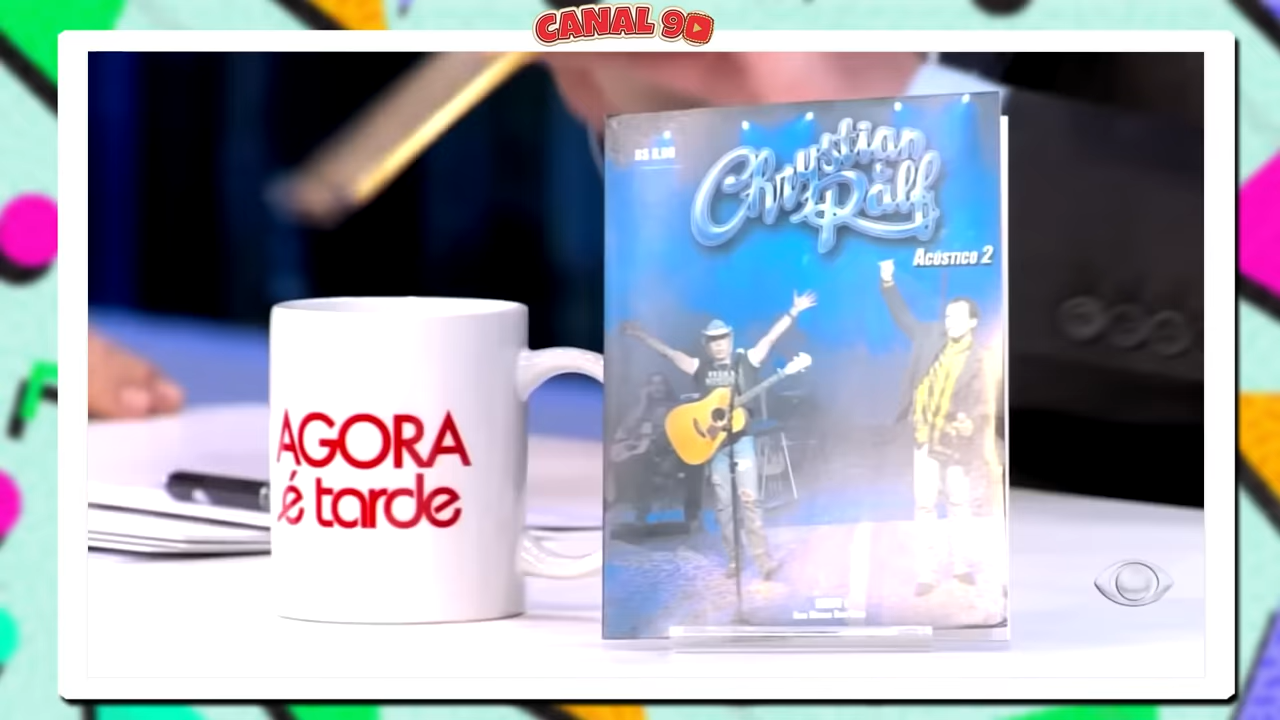 CANAL 90
Chrystian
& Ralf
ACÚSTICO 2
AGORA
é tarde